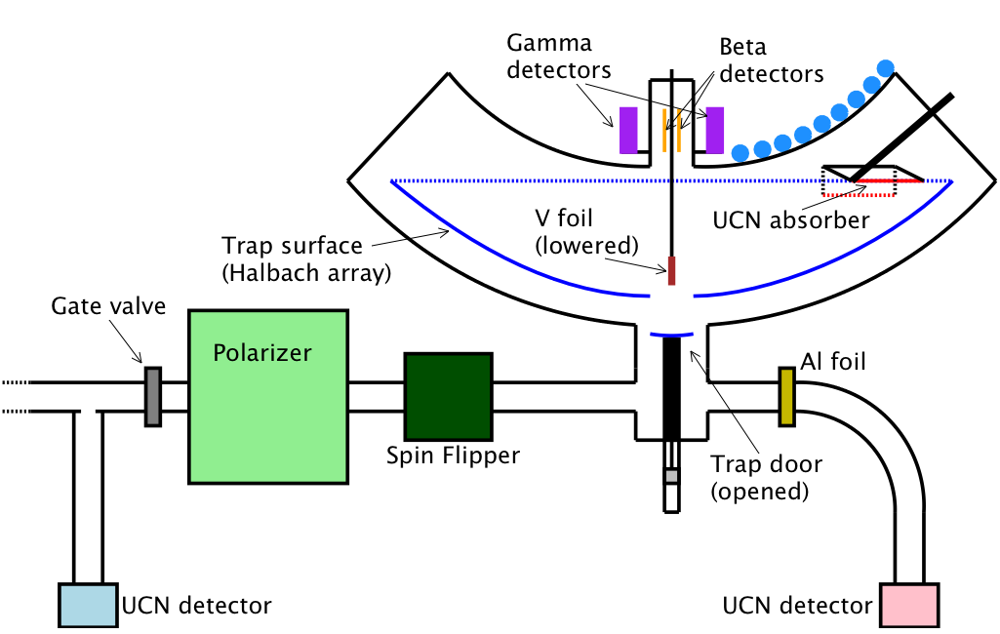 Gamma
detectors
Beta
detectors
V foil
(lowered)
UCN absorber
Trap surface
(Halbach array)
Gate valve
Polarizer
Spin Flipper
Al foil
Trap door
(opened)
UCN detector
UCN detector